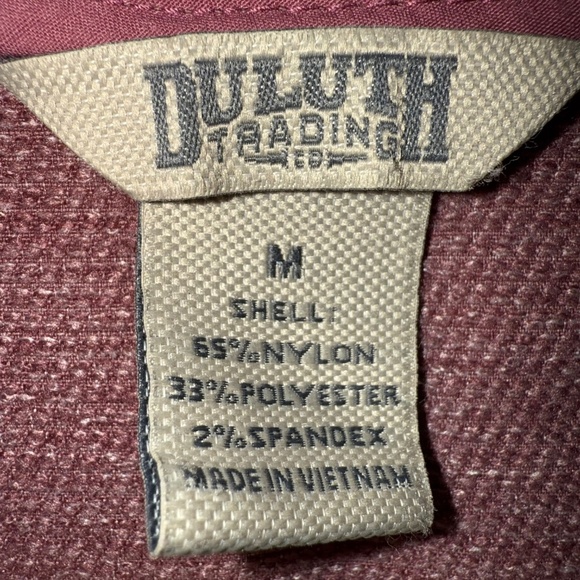 DULUTH
TRADING
CO.
M
SHELL:
65% NYLON
33% POLYESTER
2% SPANDEX
MADE IN VIETNAM